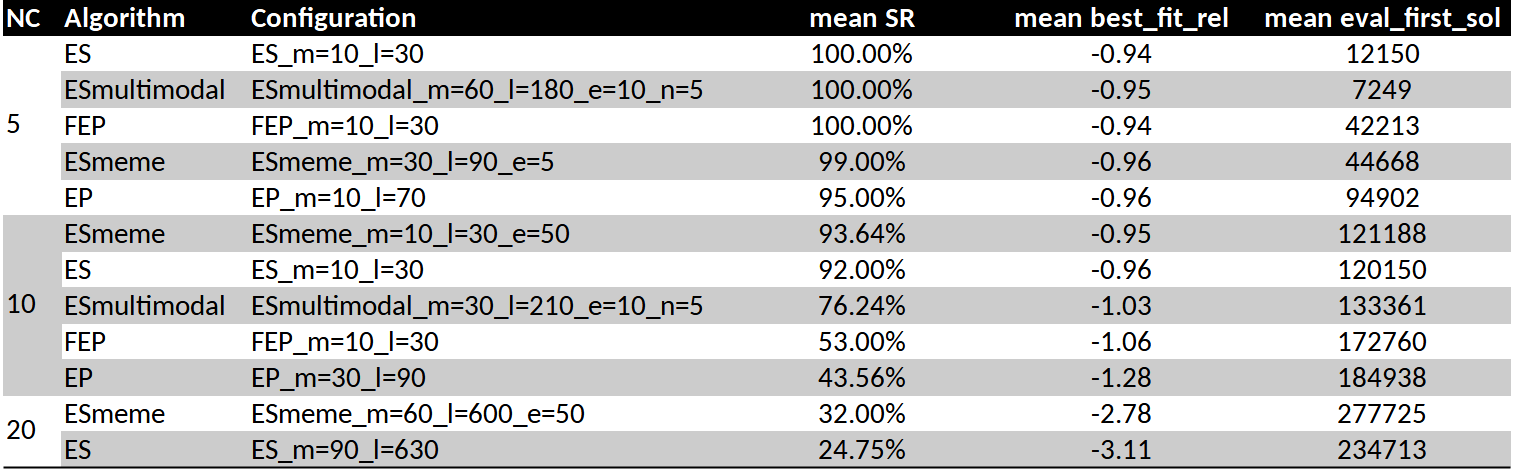 NC Algorithm Configuration mean SR mean best_fit_rel mean eval_first_sol
5
ES ES_m=10_l=30 100.00% -0.94 12150
ESmultimodal ESmultimodal_m=60_l=180_e=10_n=5 100.00% -0.95 7249
FEP FEP_m=10_l=30 100.00% -0.94 42213
ESmeme ESmeme_m=30_l=90_e=5 99.00% -0.96 44668
EP EP_m=10_l=70 95.00% -0.96 94902
10
ESmeme ESmeme_m=10_l=30_e=50 93.64% -0.95 121188
ES ES_m=10_l=30 92.00% -0.96 120150
ESmultimodal ESmultimodal_m=30_l=210_e=10_n=5 76.24% -1.03 133361
FEP FEP_m=10_l=30 53.00% -1.06 172760
EP EP_m=30_l=90 43.56% -1.28 184938
20
ESmeme ESmeme_m=60_l=600_e=50 32.00% -2.78 277725
ES ES_m=90_l=630 24.75% -3.11 234713